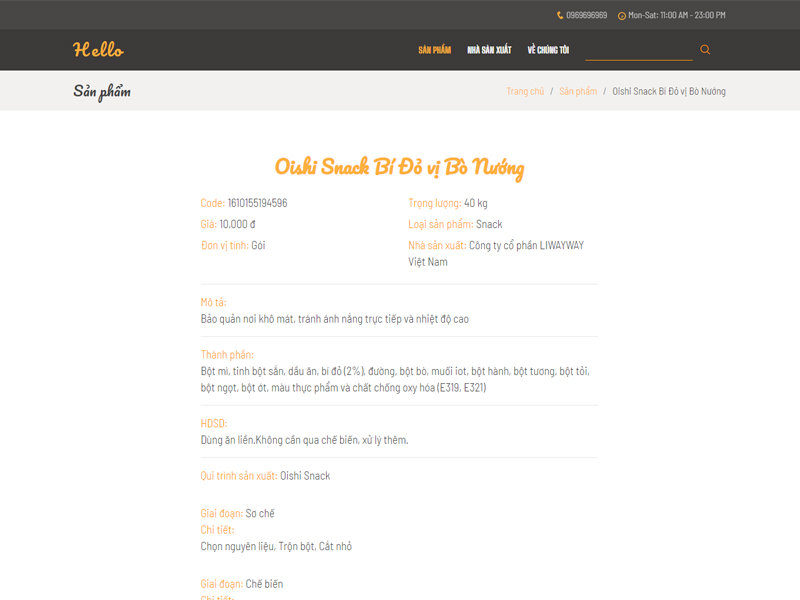 0969696969 Mon-Sat: 11:00 AM - 23:00 PM
Hello SẢN PHẨM NHÀ SẢN XUẤT VỀ CHÚNG TÔI
Sản phẩm Trang chủ / Sản phẩm / Oishi Snack Bí Đỏ vị Bò Nướng
Oishi Snack Bí Đỏ vị Bò Nướng
Code: 1610155194596 Trọng lượng: 40 kg
Giá: 10,000 đ Loại sản phẩm: Snack
Đơn vị tính: Gói Nhà sản xuất: Công ty cổ phần LIWAYWAY
Việt Nam
Mô tả:
Bảo quản nơi khô mát, tránh ánh nắng trực tiếp và nhiệt độ cao
Thành phần:
Bột mì, tinh bột sắn, dầu ăn, bí đỏ (2%), đường, bột bò, muối iot, bột hành, bột tương, bột tỏi,
bột ngọt, bột ớt, màu thực phẩm và chất chống oxy hóa (E319, E321)
HDSD:
Dùng ăn liền.Không cần qua chế biến, xử lý thêm.
Qui trình sản xuất: Oishi Snack
Giai đoạn: Sơ chế
Chi tiết:
Chọn nguyên liệu, Trộn bột, Cắt nhỏ
Giai đoạn: Chế biến
Chi tiết: